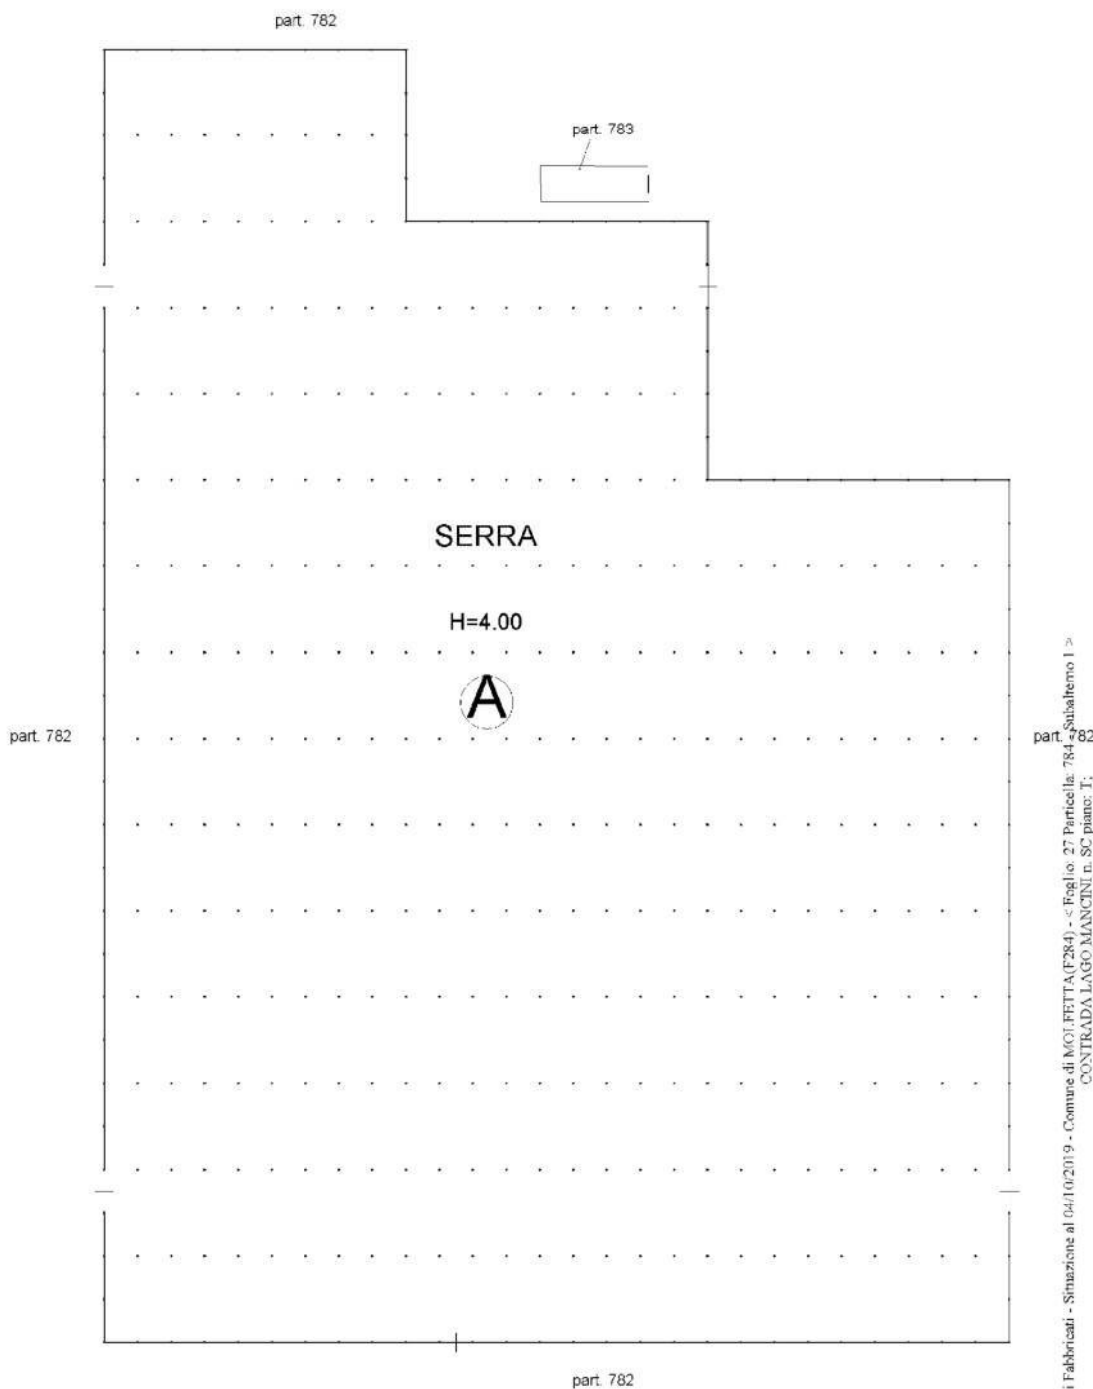 part. 782
part. 783
SERRA
H=4.00
A
part. 782
part. 782
part. 782
i Fabbricati - Situazione al 04/10/2019 - Comune di MOLFETTA(F284) - < Foglio: 27 Particella: 784 - Subalterno 1 >
CONTRADA LAGO MANCINI n. SC piano: T;